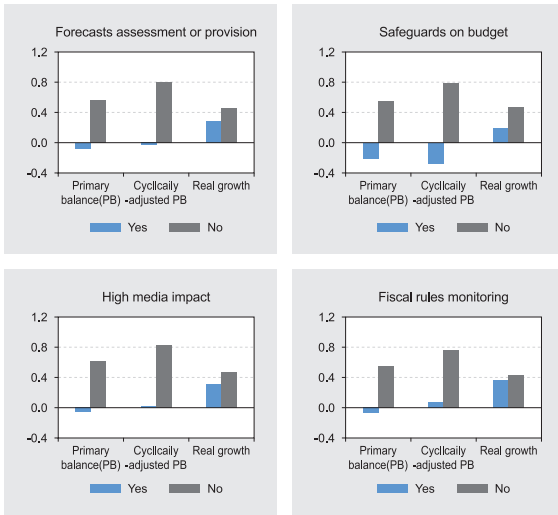 Forecasts assessment or provision
1.2
0.8
0.4
0.0
−0.4
Primary Cycllcaily Real growth
balance(PB) -adjusted PB
Yes No
Safeguards on budget
1.2
0.8
0.4
0.0
−0.4
Primary Cycllcaily Real growth
balance(PB) -adjusted PB
Yes No
High media impact
1.2
0.8
0.4
0.0
−0.4
Primary Cycllcaily Real growth
balance(PB) -adjusted PB
Yes No
Fiscal rules monitoring
1.2
0.8
0.4
0.0
−0.4
Primary Cycllcaily Real growth
balance(PB) -adjusted PB
Yes No